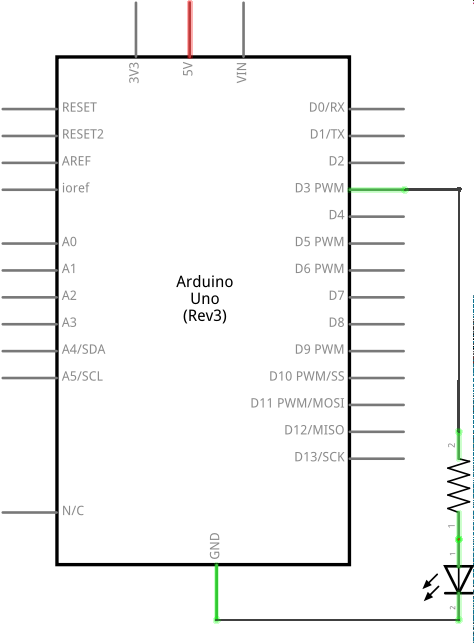 3V3
5V
VIN
RESET
RESET2
AREF
ioref
A0
A1
A2
A3
A4/SDA
A5/SCL
N/C
Arduino
Uno
(Rev3)
D0/RX
D1/TX
D2
D3 PWM
D4
D5 PWM
D6 PWM
D7
D8
D9 PWM
D10 PWM/SS
D11 PWM/MOSI
D12/MISO
D13/SCK
GND
2
1
1
2